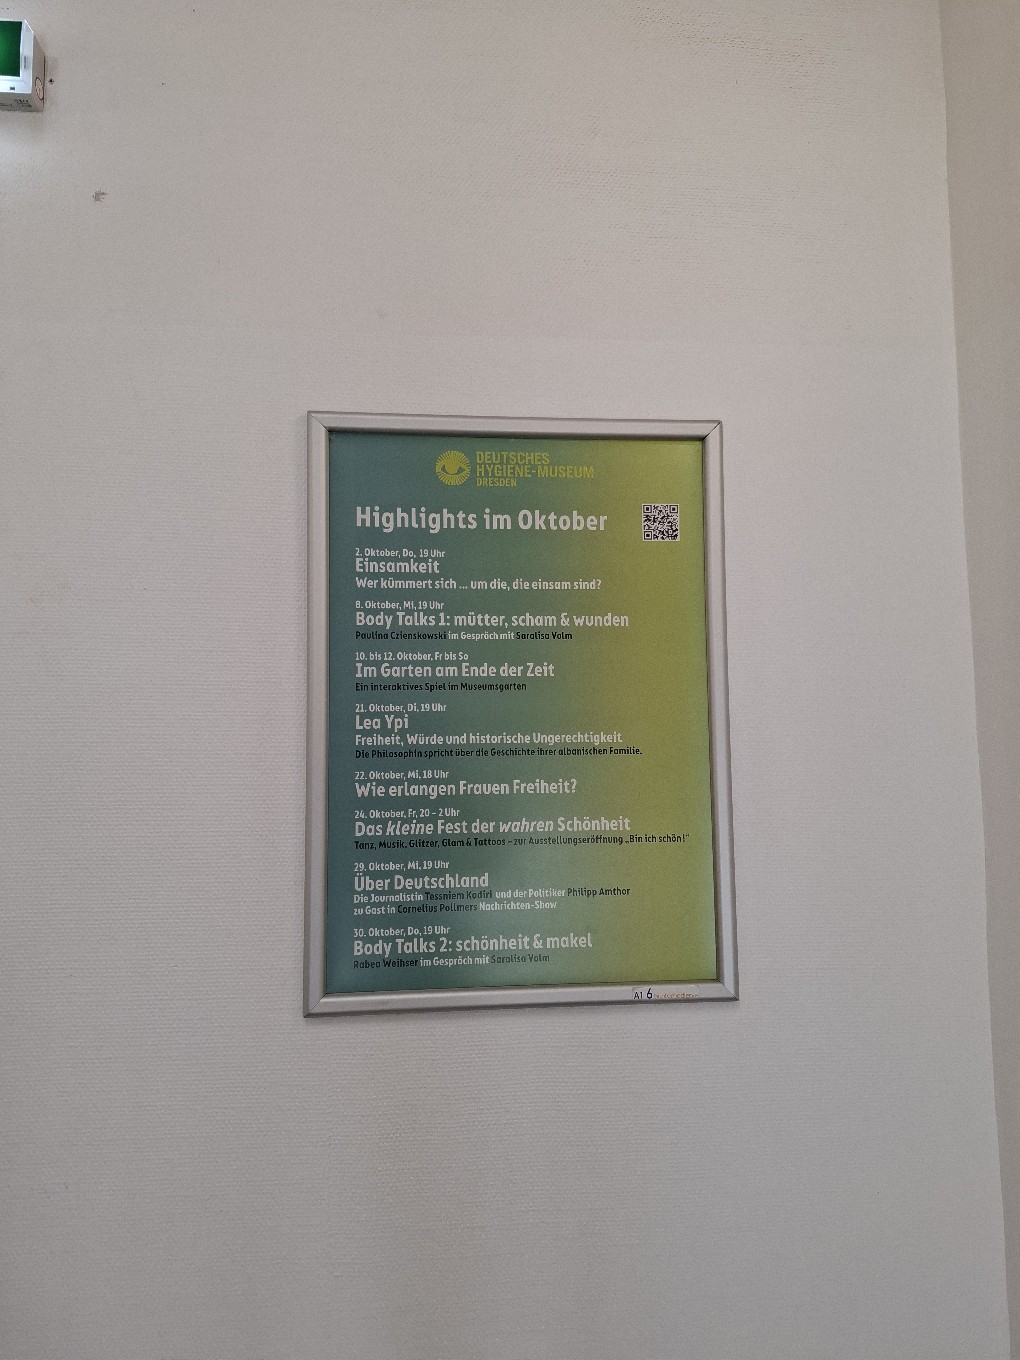 DEUTSCHES
HYGIENE-MUSEUM
DRESDEN
Highlights im Oktober
2. Oktober, Do, 19 Uhr
Einsamkeit
Wer kümmert sich ... um die, die einsam sind?
8. Oktober, Mi, 19 Uhr
Body Talks 1: mütter, scham & wunden
Paulina Czienskowski im Gespräch mit Saralisa Volm
10. bis 12. Oktober, Fr bis So
Im Garten am Ende der Zeit
Ein interaktives Spiel im Museumsgarten
21. Oktober, Di, 19 Uhr
Lea Ypi
Freiheit, Würde und historische Ungerechtigkeit
Die Philosophin spricht über die Geschichte ihrer albanischen Familie.
22. Oktober, Mi, 18 Uhr
Wie erlangen Frauen Freiheit?
24. Oktober, Fr, 20 – 2 Uhr
Das kleine Fest der wahren Schönheit
Tanz, Musik, Glitzer, Glam & Tattoos – zur Ausstellungseröffnung „Bin ich schön!“
29. Oktober, Mi, 19 Uhr
Über Deutschland
Die Journalistin Tessniem Kadiri und der Politiker Philipp Amthor
zu Gast in Cornelius Pollmers Nachrichten-Show
30. Oktober, Do, 19 Uhr
Body Talks 2: schönheit & makel
Rabea Weihser im Gespräch mit Saralisa Volm
A1 6